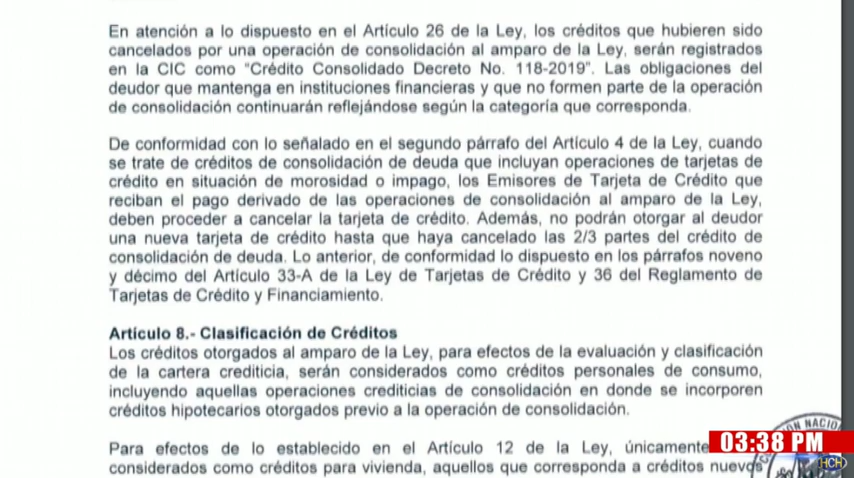 En atención a lo dispuesto en el Artículo 26 de la Ley, los créditos que hubieren sido
cancelados por una operación de consolidación al amparo de la Ley, serán registrados
en la CIC como “Crédito Consolidado Decreto No. 118-2019”. Las obligaciones del
deudor que mantenga en instituciones financieras y que no formen parte de la operación
de consolidación continuarán reflejándose según la categoría que corresponda.
De conformidad con lo señalado en el segundo párrafo del Artículo 4 de la Ley, cuando
se trate de créditos de consolidación de deuda que incluyan operaciones de tarjetas de
crédito en situación de morosidad o impago, los Emisores de Tarjeta de Crédito que
reciban el pago derivado de las operaciones de consolidación al amparo de la Ley,
deben proceder a cancelar la tarjeta de crédito. Además, no podrán otorgar al deudor
una nueva tarjeta de crédito hasta que haya cancelado las 2/3 partes del crédito de
consolidación de deuda. Lo anterior, de conformidad lo dispuesto en los párrafos noveno
y décimo del Artículo 33-A de la Ley de Tarjetas de Crédito y 36 del Reglamento de
Tarjetas de Crédito y Financiamiento.
Artículo 8.- Clasificación de Créditos
Los créditos otorgados al amparo de la Ley, para efectos de la evaluación y clasificación
de la cartera crediticia, serán considerados como créditos personales de consumo,
incluyendo aquellas operaciones crediticias de consolidación en donde se incorporen
créditos hipotecarios otorgados previo a la operación de consolidación.
Para efectos de lo establecido en el Artículo 12 de la Ley, únicamente
considerados como créditos para vivienda, aquellos que corresponda a créditos nuevos
NACIO
03:38 PM
HCH